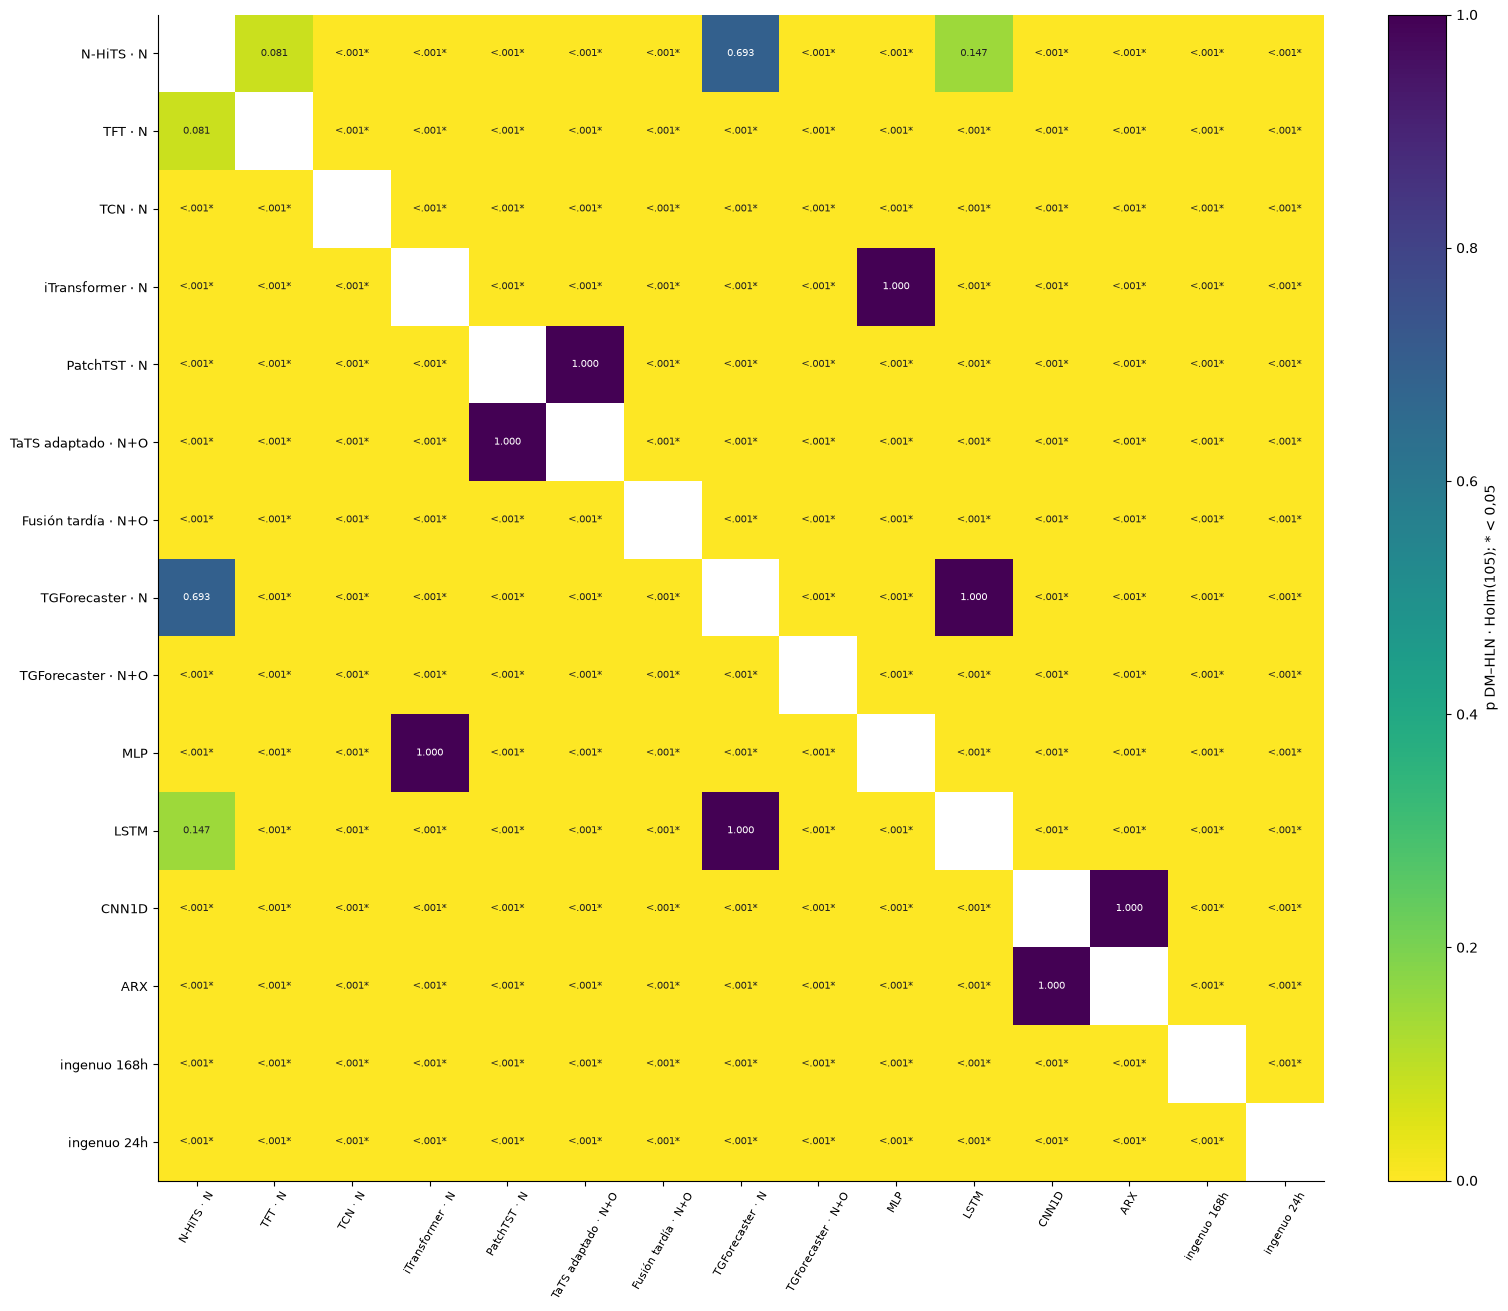 N-HiTS · N 0.081 <.001* <.001* <.001* <.001* <.001* 0.693 <.001* <.001* 0.147 <.001* <.001* <.001* <.001*
TFT · N 0.081 <.001* <.001* <.001* <.001* <.001* <.001* <.001* <.001* <.001* <.001* <.001* <.001* <.001*
TCN · N <.001* <.001* <.001* <.001* <.001* <.001* <.001* <.001* <.001* <.001* <.001* <.001* <.001* <.001*
iTransformer · N <.001* <.001* <.001* <.001* <.001* <.001* <.001* <.001* 1.000 <.001* <.001* <.001* <.001* <.001*
PatchTST · N <.001* <.001* <.001* <.001* 1.000 <.001* <.001* <.001* <.001* <.001* <.001* <.001* <.001* <.001*
TaTS adaptado · N+O <.001* <.001* <.001* <.001* 1.000 <.001* <.001* <.001* <.001* <.001* <.001* <.001* <.001* <.001*
Fusión tardía · N+O <.001* <.001* <.001* <.001* <.001* <.001* <.001* <.001* <.001* <.001* <.001* <.001* <.001* <.001*
TGForecaster · N 0.693 <.001* <.001* <.001* <.001* <.001* <.001* <.001* <.001* 1.000 <.001* <.001* <.001* <.001*
TGForecaster · N+O <.001* <.001* <.001* <.001* <.001* <.001* <.001* <.001* <.001* <.001* <.001* <.001* <.001* <.001*
MLP <.001* <.001* <.001* 1.000 <.001* <.001* <.001* <.001* <.001* <.001* <.001* <.001* <.001* <.001*
LSTM 0.147 <.001* <.001* <.001* <.001* <.001* <.001* 1.000 <.001* <.001* <.001* <.001* <.001* <.001*
CNN1D <.001* <.001* <.001* <.001* <.001* <.001* <.001* <.001* <.001* <.001* <.001* 1.000 <.001* <.001*
ARX <.001* <.001* <.001* <.001* <.001* <.001* <.001* <.001* <.001* <.001* <.001* 1.000 <.001* <.001*
ingenuo 168h <.001* <.001* <.001* <.001* <.001* <.001* <.001* <.001* <.001* <.001* <.001* <.001* <.001* <.001*
ingenuo 24h <.001* <.001* <.001* <.001* <.001* <.001* <.001* <.001* <.001* <.001* <.001* <.001* <.001* <.001*
N-HiTS · N
TFT · N
TCN · N
iTransformer · N
PatchTST · N
TaTS adaptado · N+O
Fusión tardía · N+O
TGForecaster · N
TGForecaster · N+O
MLP
LSTM
CNN1D
ARX
ingenuo 168h
ingenuo 24h
1.0
0.8
0.6
0.4
0.2
0.0
p DM–HLN · Holm(105); * < 0,05